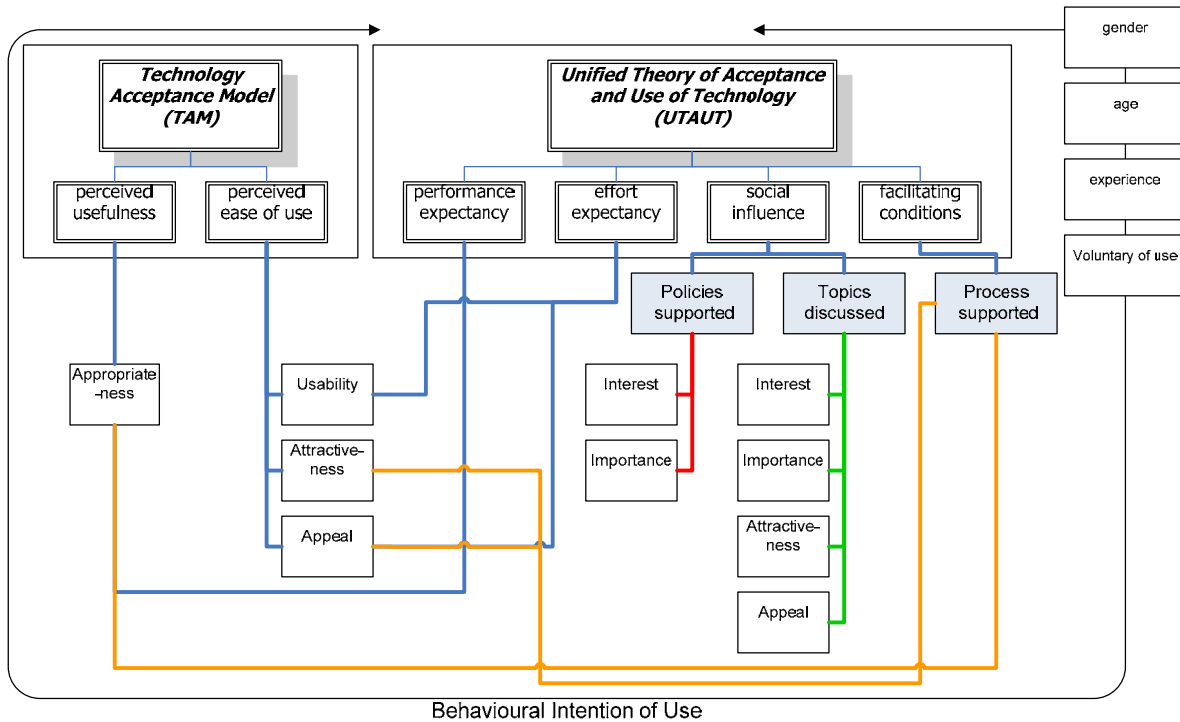 gender
Technology
Acceptance Model
(TAM)
Unified Theory of Acceptance
and Use of Technology
(UTAUT)
age
experience
Voluntary of use
perceived
usefulness
perceived
ease of use
performance
expectancy
effort
expectancy
social
influence
facilitating
conditions
Policies
supported
Topics
discussed
Process
supported
Appropriate
-ness
Usability
Attractive-
ness
Appeal
Interest
Importance
Interest
Importance
Attractive-
ness
Appeal
Behavioural Intention of Use